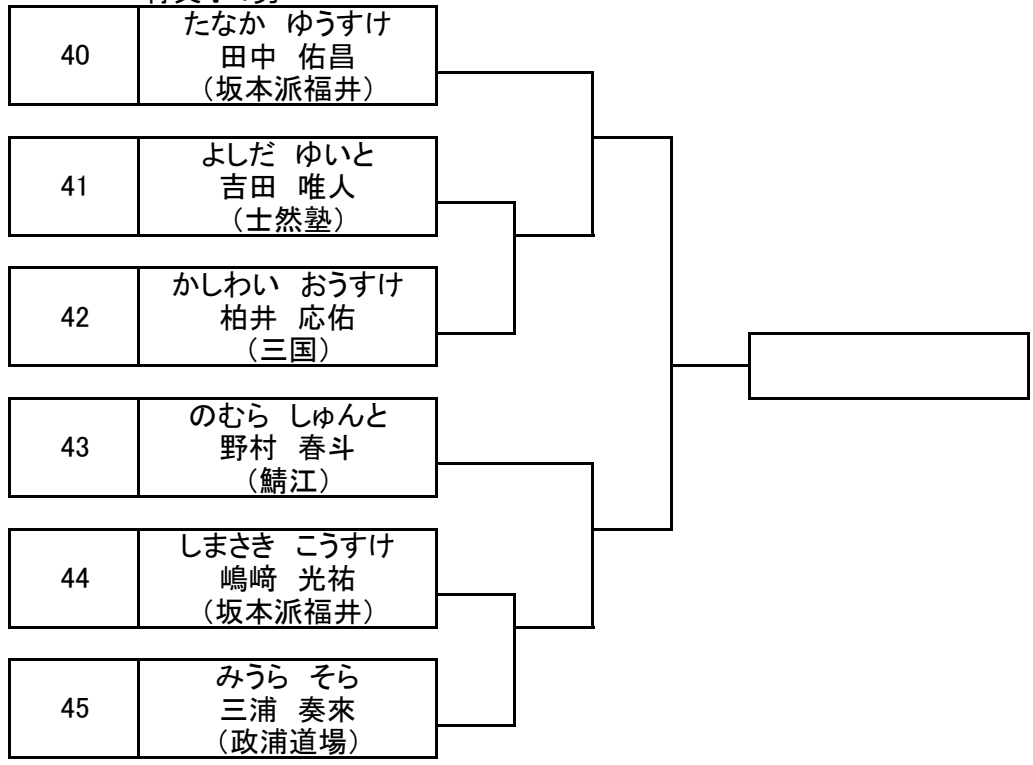 40
たなか ゆうすけ
田中 佑昌
（坂本派福井）
41
よしだ ゆいと
吉田 唯人
（士然塾）
42
かしわい おうすけ
柏井 応佑
（三国）
43
のむら しゅんと
野村 春斗
（鯖江）
44
しまさき こうすけ
嶋﨑 光祐
（坂本派福井）
45
みうら そら
三浦 奏來
（政浦道場）